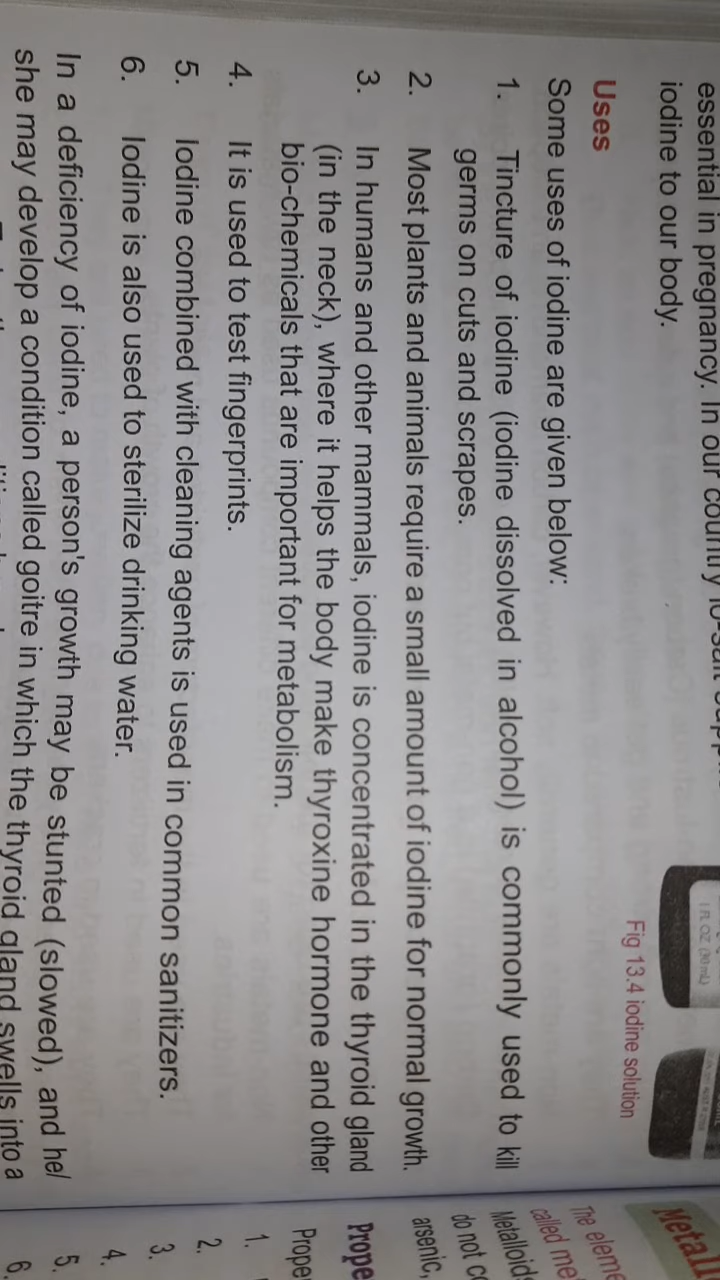 essential in pregnancy. In our country
iodine to our body.
1 FL OZ (30 mL)
Fig 13.4 iodine solution
Uses
Some uses of iodine are given below:
1. Tincture of iodine (iodine dissolved in alcohol) is commonly used to kill
germs on cuts and scrapes.
2. Most plants and animals require a small amount of iodine for normal growth.
3. In humans and other mammals, iodine is concentrated in the thyroid gland
(in the neck), where it helps the body make thyroxine hormone and other
bio-chemicals that are important for metabolism.
4. It is used to test fingerprints.
5. Iodine combined with cleaning agents is used in common sanitizers.
6. Iodine is also used to sterilize drinking water.
In a deficiency of iodine, a person's growth may be stunted (slowed), and he/
she may develop a condition called goitre in which the thyroid gland swells into a
Metall
The eleme
called me
Metalloids
do not c
arsenic,
Prope
Proper
1.
2.
3.
4.
5.
6.